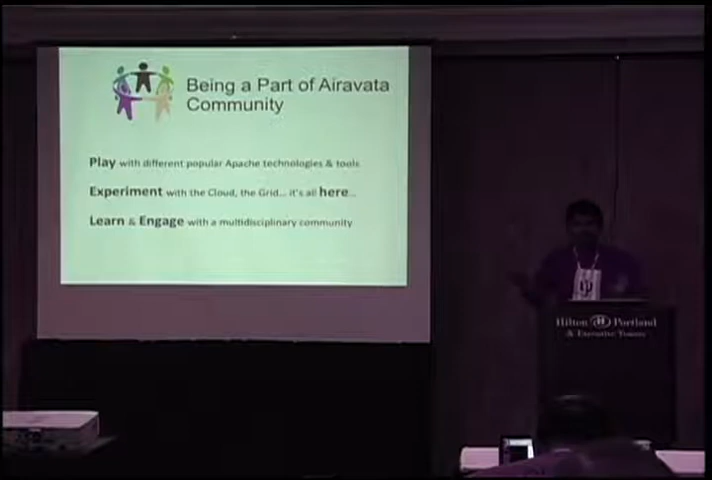 Being a Part of Airavata
Community
Play with different popular Apache technologies & tools
Experiment with the Cloud, the Grid... it's all here...
Learn & Engage with a multidisciplinary community
Hilton Portland
& Executive Tower